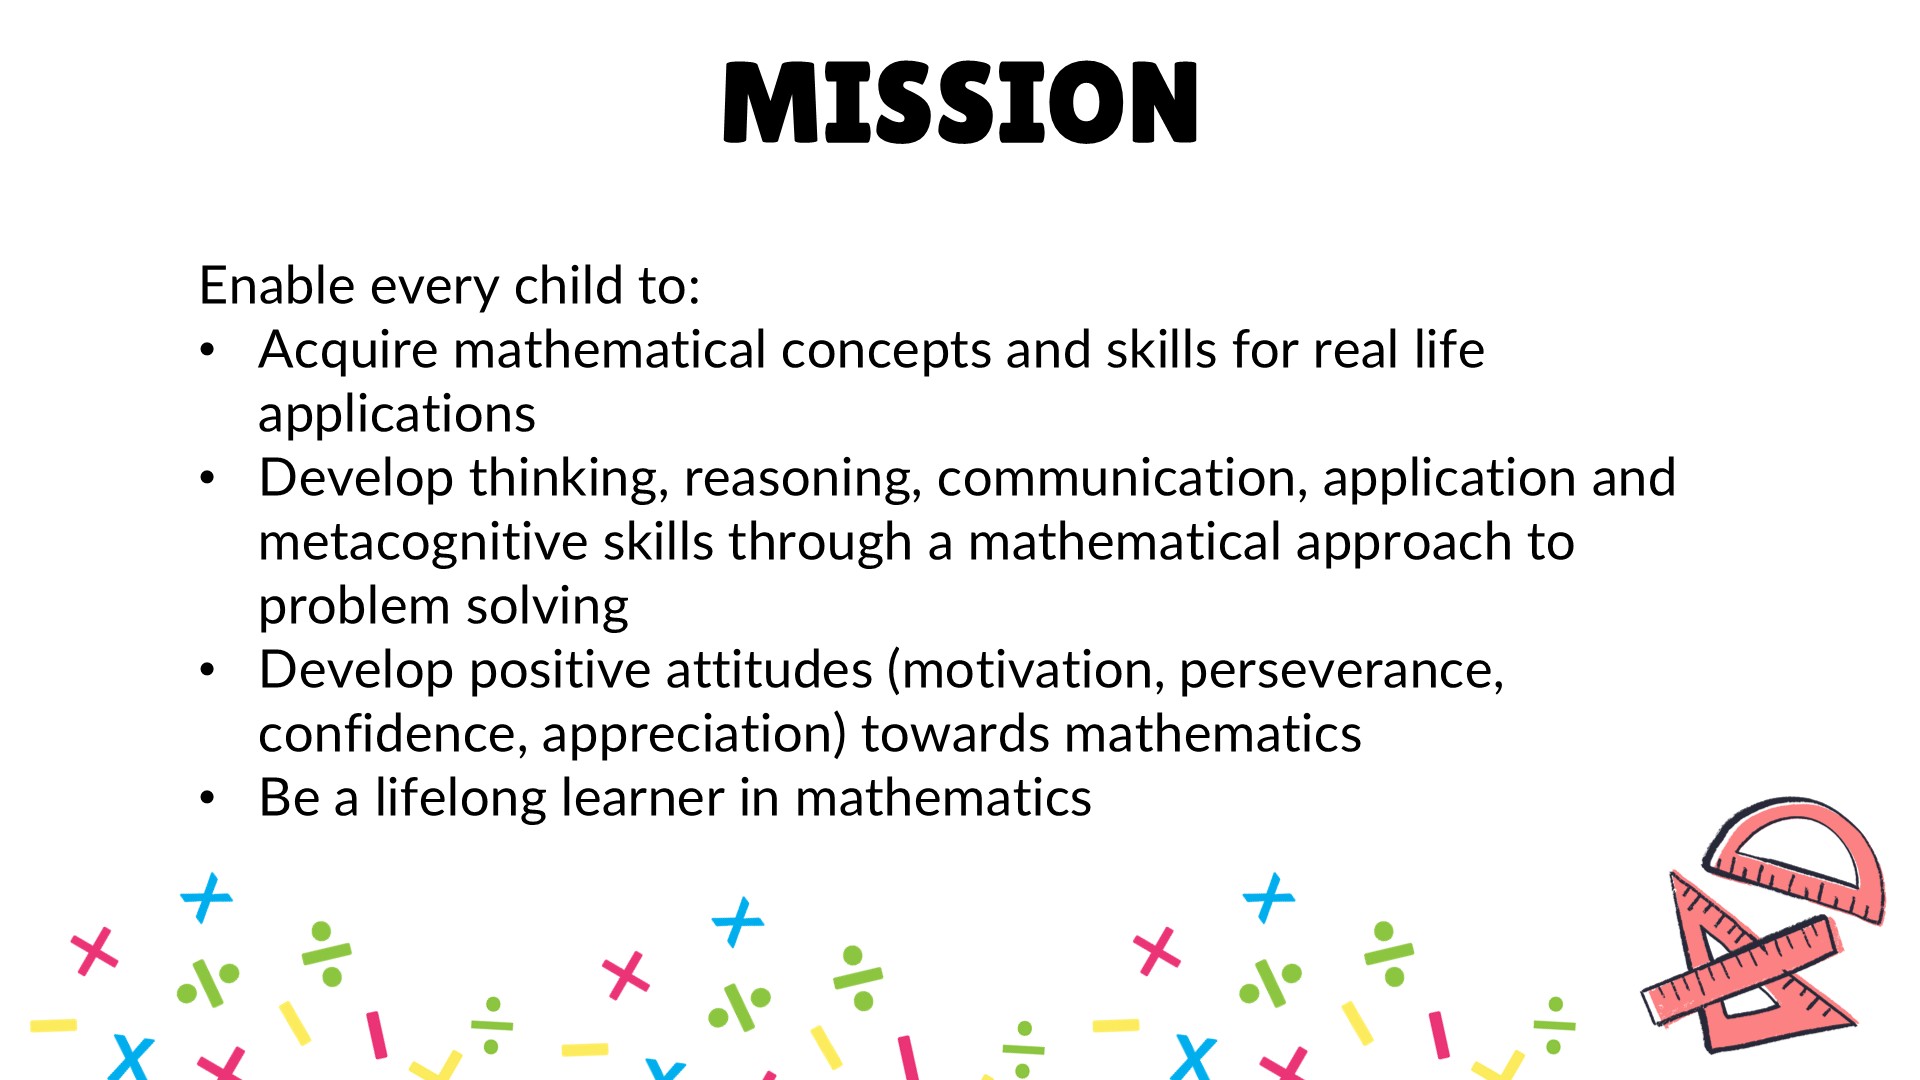 MISSION
Enable every child to:
• Acquire mathematical concepts and skills for real life
applications
• Develop thinking, reasoning, communication, application and
metacognitive skills through a mathematical approach to
problem solving
• Develop positive attitudes (motivation, perseverance,
confidence, appreciation) towards mathematics
• Be a lifelong learner in mathematics